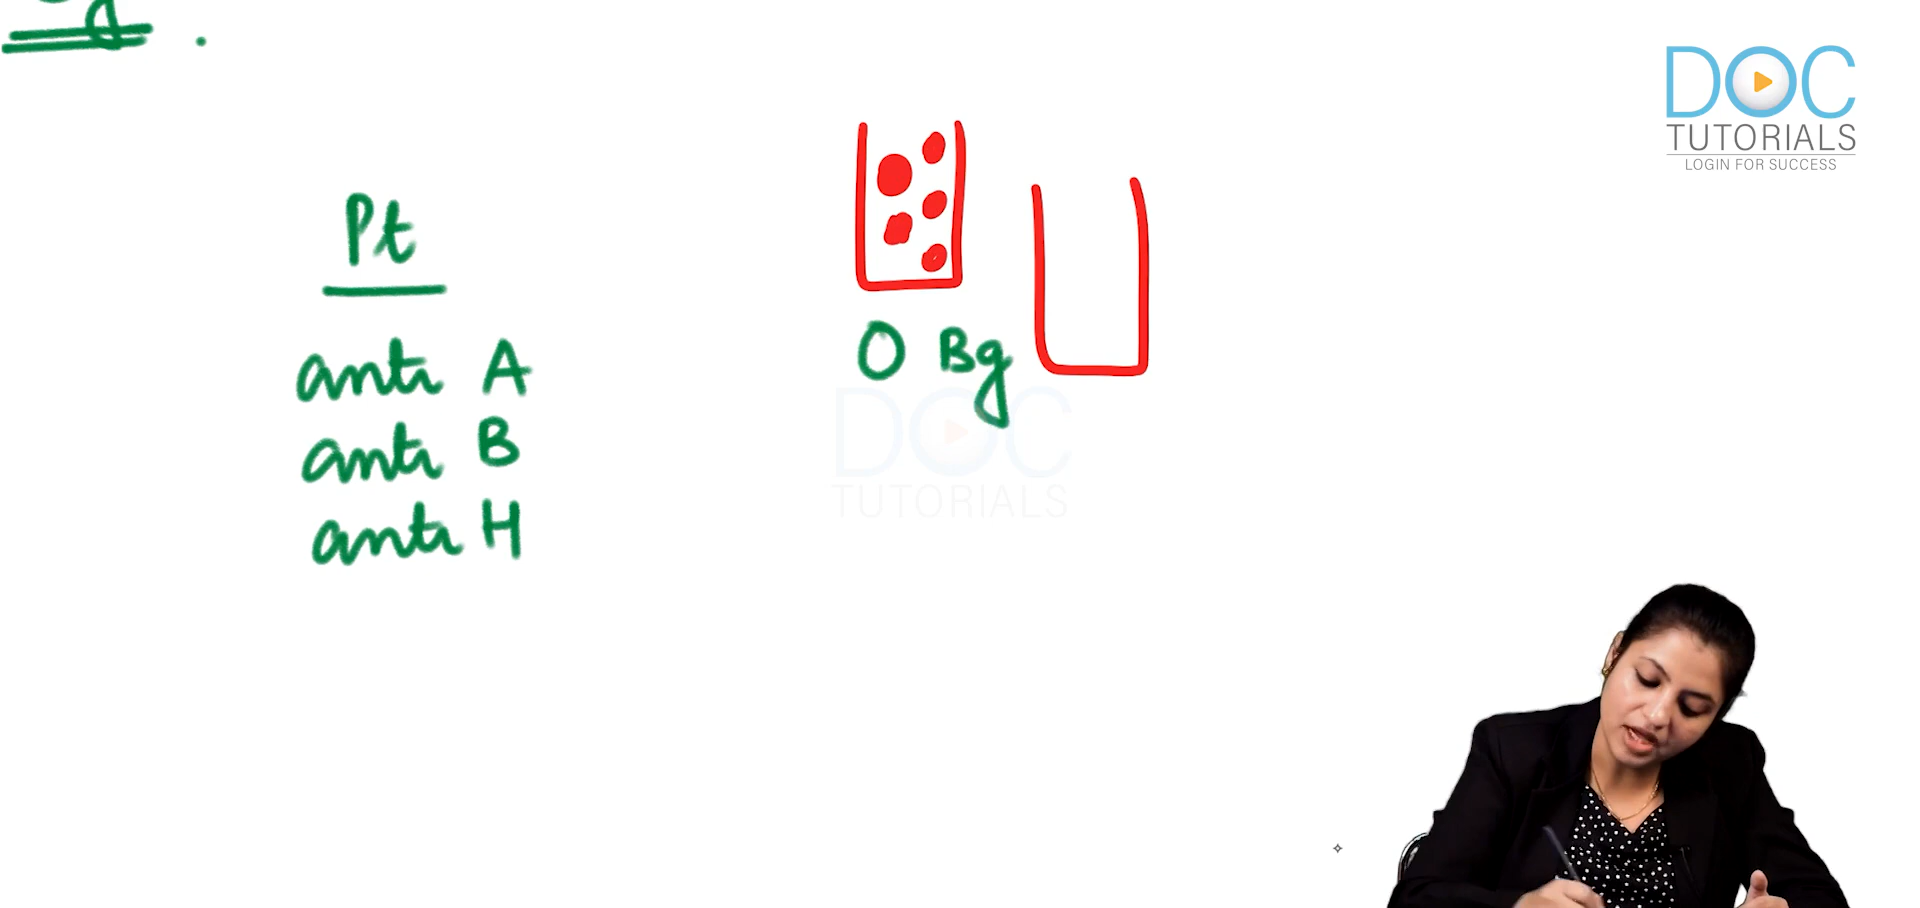 DOC
TUTORIALS
LOGIN FOR SUCCESS
Pt
anti A
anti B
anti H
O Bg
DOC
TUTORIALS